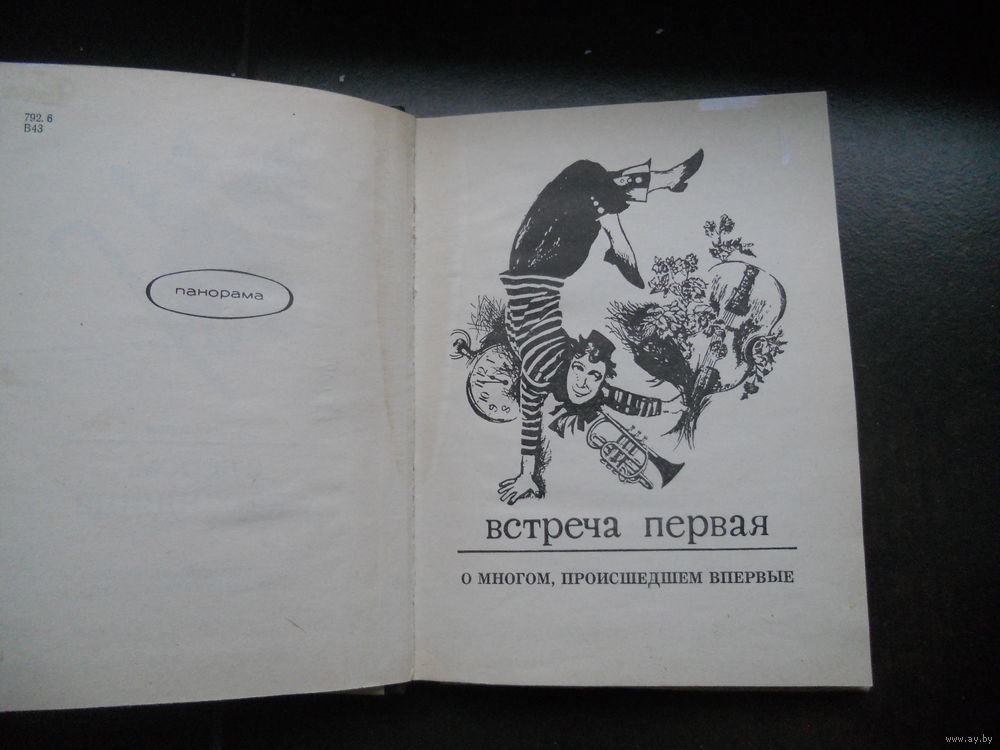 792. 6
В43
панорама
встреча первая
О МНОГОМ, ПРОИСШЕДШЕМ ВПЕРВЫЕ
www.ay.by